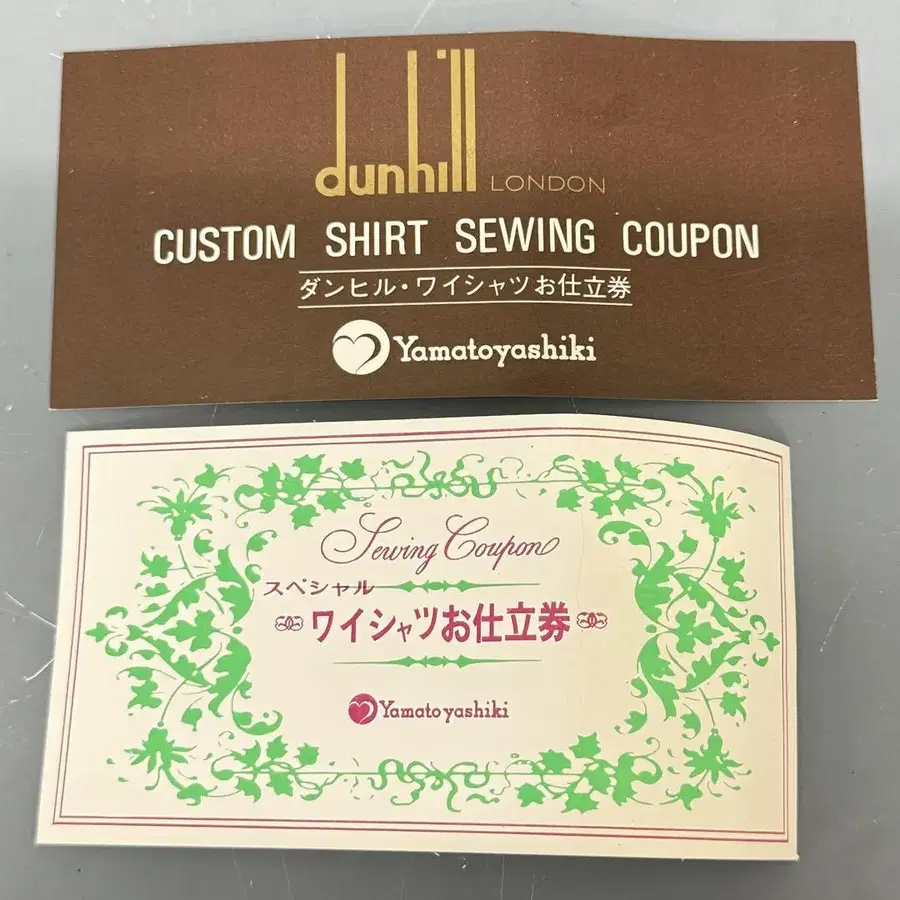 dunhill LONDON
CUSTOM SHIRT SEWING COUPON
ダンヒル・ワイシャツお仕立券
Yamatoyashiki
Sewing Coupon
スペシャル
ワイシャツお仕立券
Yamatoyashiki